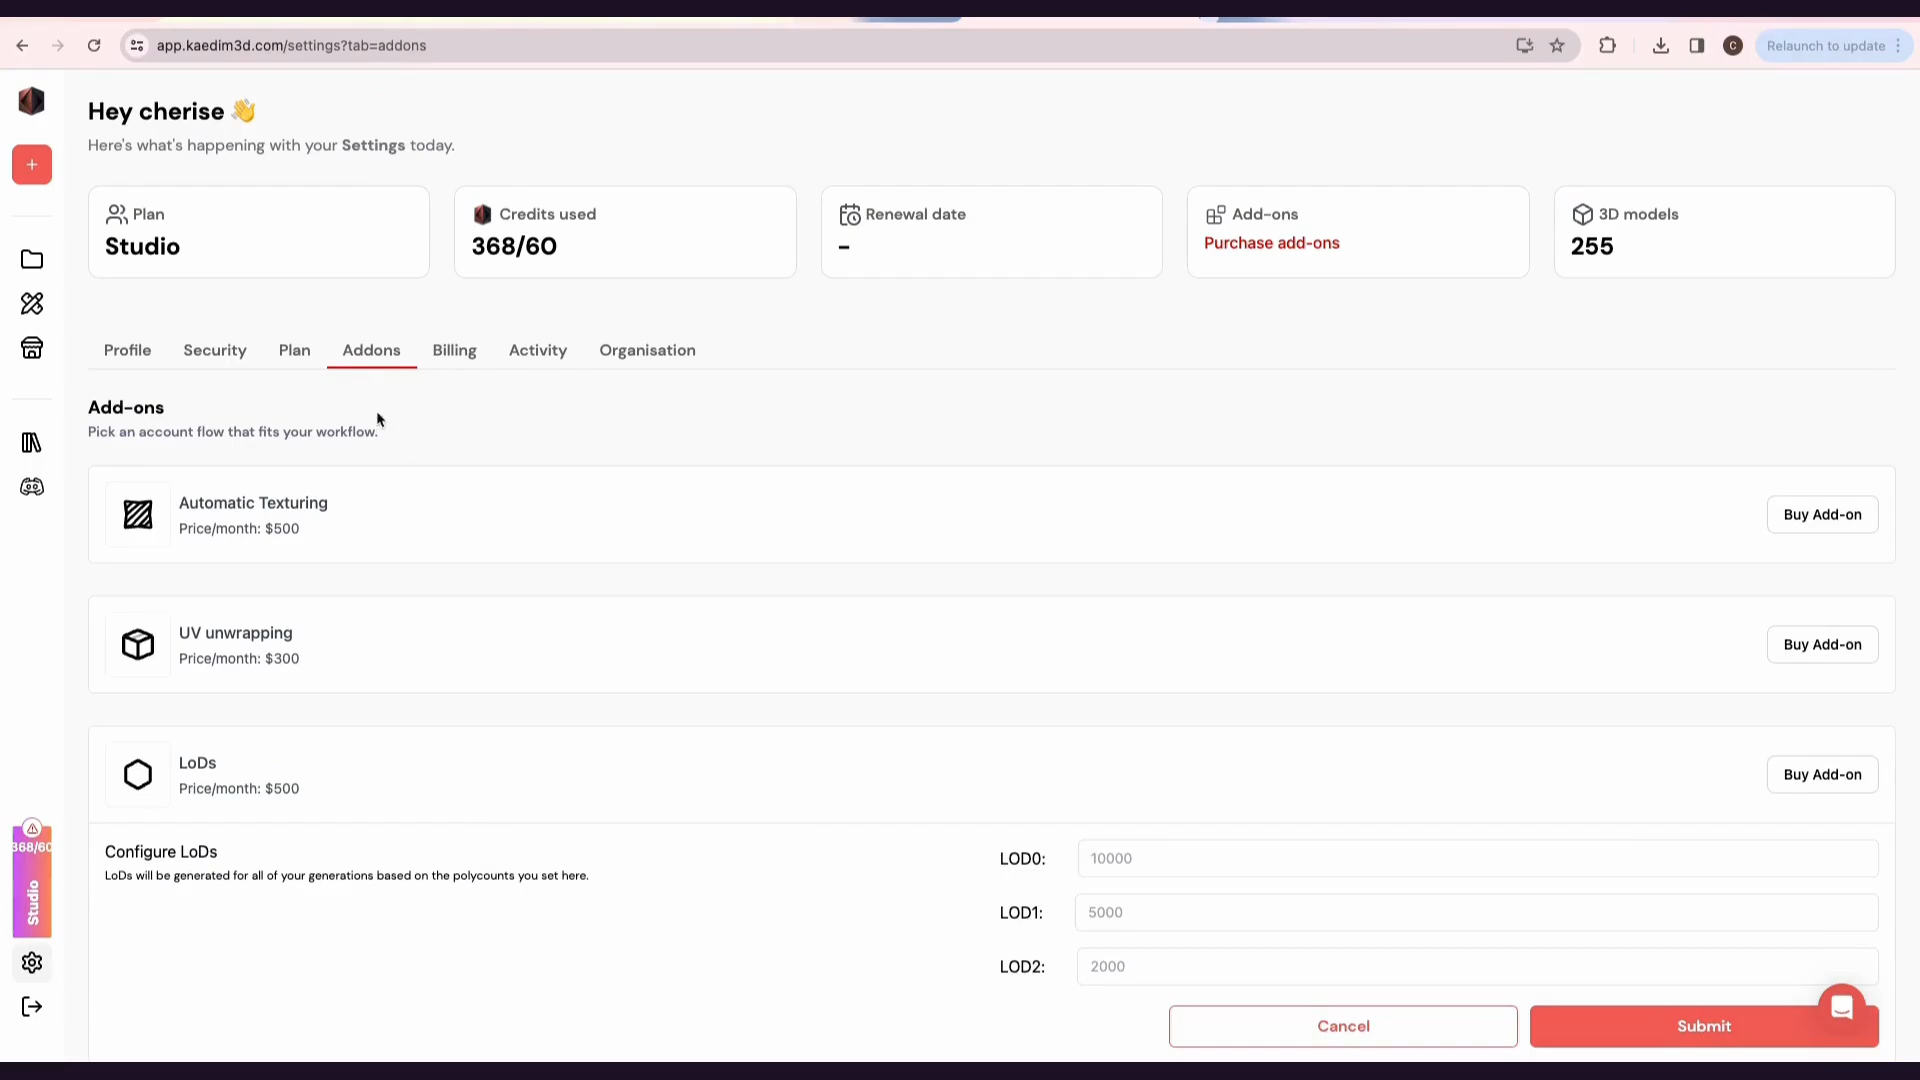 app.kaedim3d.com/settings?tab=addons
C
Relaunch to update
Hey cherise 👋
Here's what's happening with your Settings today.
Plan
Studio
Credits used
368/60
Renewal date
–
Add-ons
Purchase add-ons
3D models
255
Profile
Security
Plan
Addons
Billing
Activity
Organisation
Add-ons
Pick an account flow that fits your workflow.
Automatic Texturing
Price/month: $500
Buy Add-on
UV unwrapping
Price/month: $300
Buy Add-on
LoDs
Price/month: $500
Buy Add-on
Configure LoDs
LoDs will be generated for all of your generations based on the polycounts you set here.
LOD0:
10000
LOD1:
5000
LOD2:
2000
Cancel
Submit
368/60
Studio